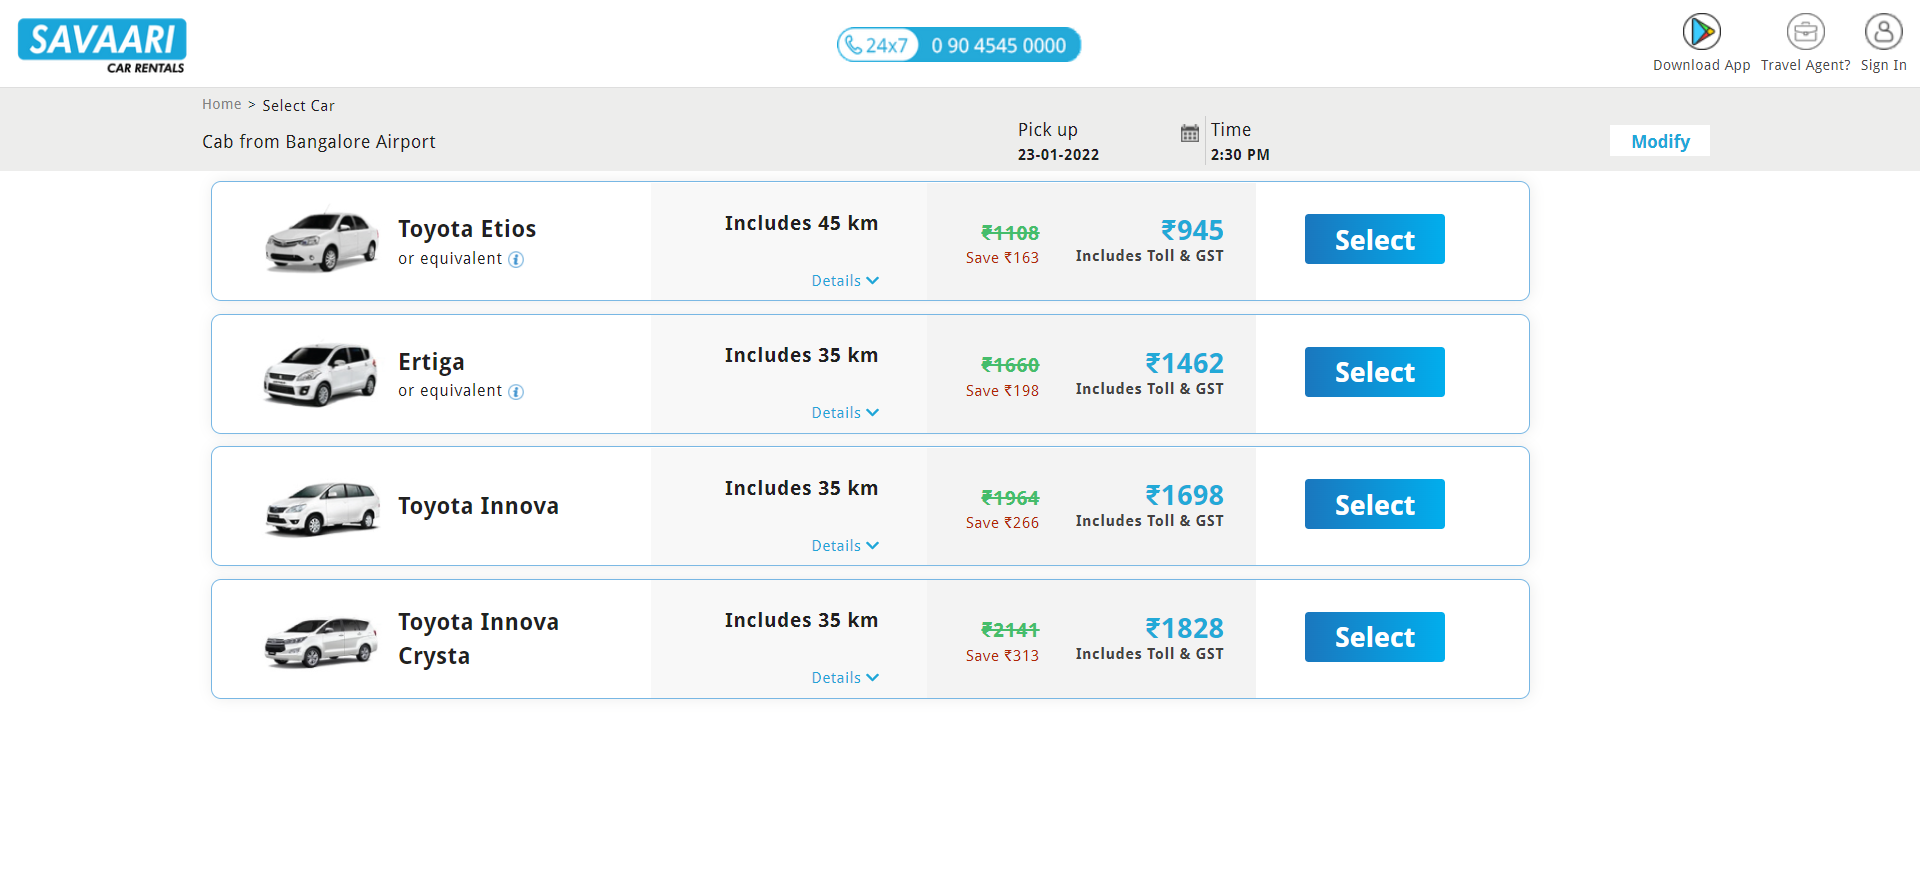 SAVAARI
CAR RENTALS
24x7 0 90 4545 0000
Download App Travel Agent? Sign In
Home > Select Car
Cab from Bangalore Airport
Pick up
23-01-2022
Time
2:30 PM
Modify
Toyota Etios
or equivalent
Includes 45 km
Details
₹1108
Save ₹163
₹945
Includes Toll & GST
Select
Ertiga
or equivalent
Includes 35 km
Details
₹1660
Save ₹198
₹1462
Includes Toll & GST
Select
Toyota Innova
Includes 35 km
Details
₹1964
Save ₹266
₹1698
Includes Toll & GST
Select
Toyota Innova
Crysta
Includes 35 km
Details
₹2141
Save ₹313
₹1828
Includes Toll & GST
Select